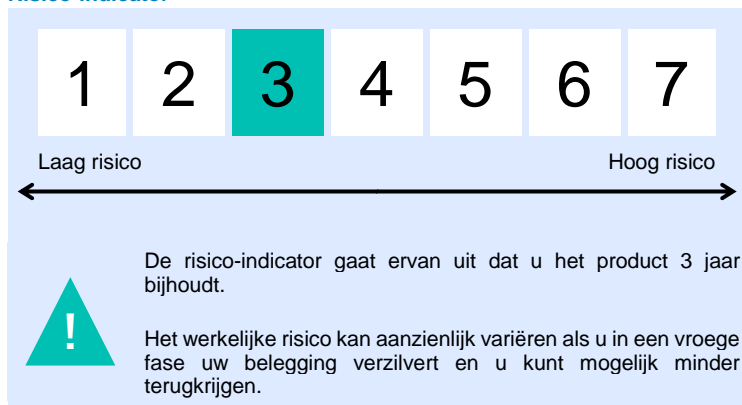 Risico-indicator
1 2 3 4 5 6 7
Laag risico Hoog risico
!
De risico-indicator gaat ervan uit dat u het product 3 jaar
bijhoudt.
Het werkelijke risico kan aanzienlijk variëren als u in een vroege
fase uw belegging verzilvert en u kunt mogelijk minder
terugkrijgen.